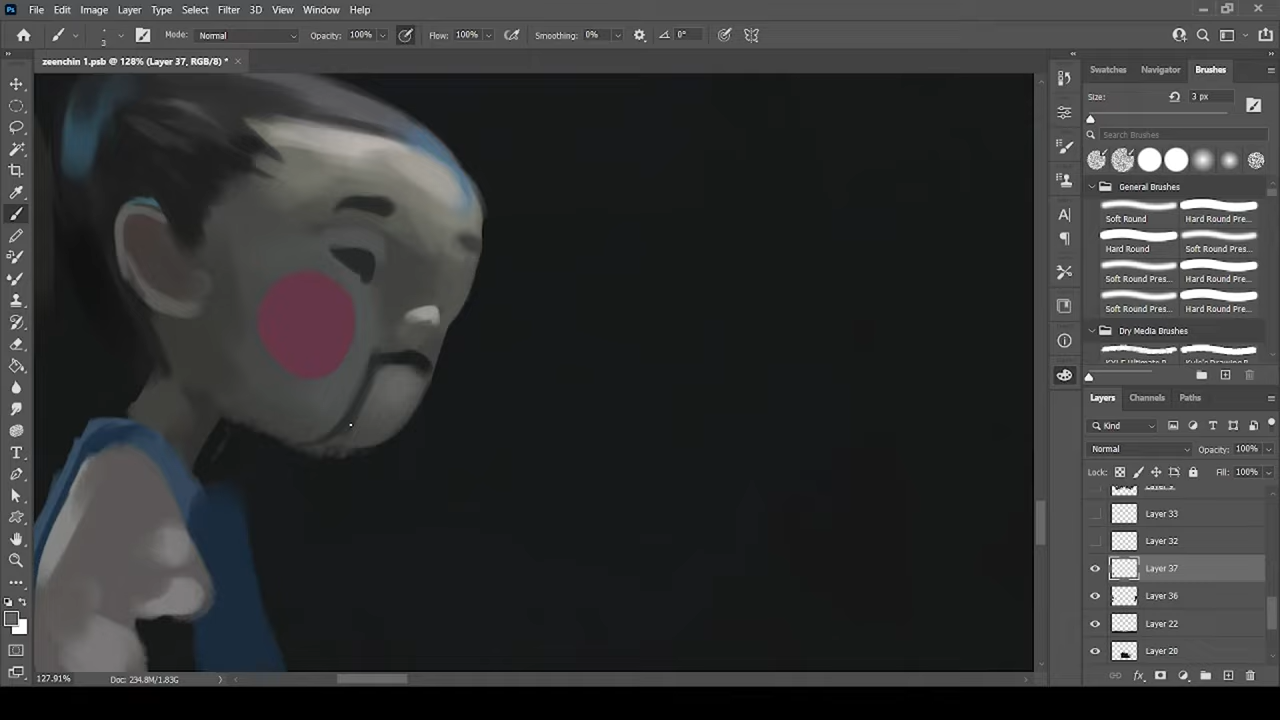 Ps File Edit Image Layer Type Select Filter 3D View Window Help
3 Mode: Normal Opacity: 100% Flow: 100% Smoothing: 0% 0°
zeenchin 1.psb @ 128% (Layer 37, RGB/8) * ×
Swatches Navigator Brushes
Size: 3 px
Search Brushes
General Brushes
Soft Round Hard Round Pre...
Hard Round Soft Round Pres...
Soft Round Pres... Hard Round Pres...
Soft Round Pres... Hard Round Pres...
Dry Media Brushes
Layers Channels Paths
Kind
Normal Opacity: 100%
Lock: Fill: 100%
Layer 33
Layer 32
Layer 37
Layer 36
Layer 22
Layer 20
127.91% Doc: 234.8M/1.83G